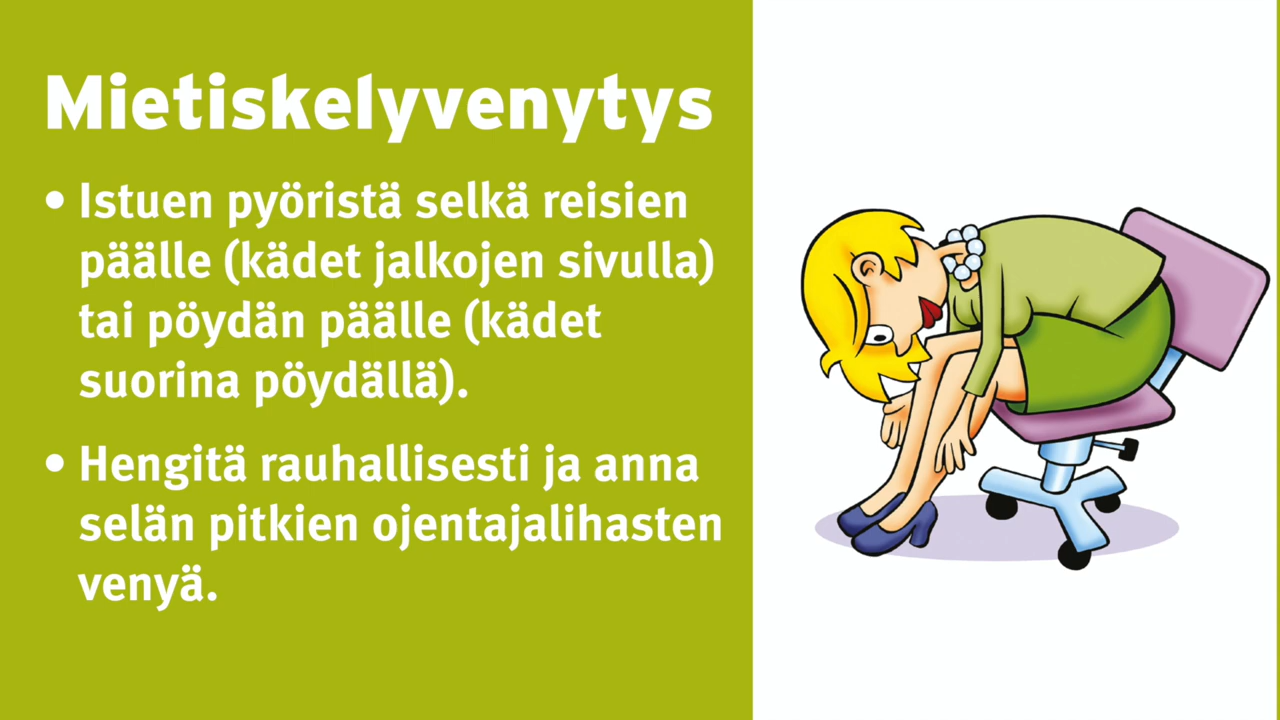 Mietiskelyvenytys
• Istuen pyöristä selkä reisien
päälle (kädet jalkojen sivulla)
tai pöydän päälle (kädet
suorina pöydällä).
• Hengitä rauhallisesti ja anna
selän pitkien ojentajalihasten
venyä.